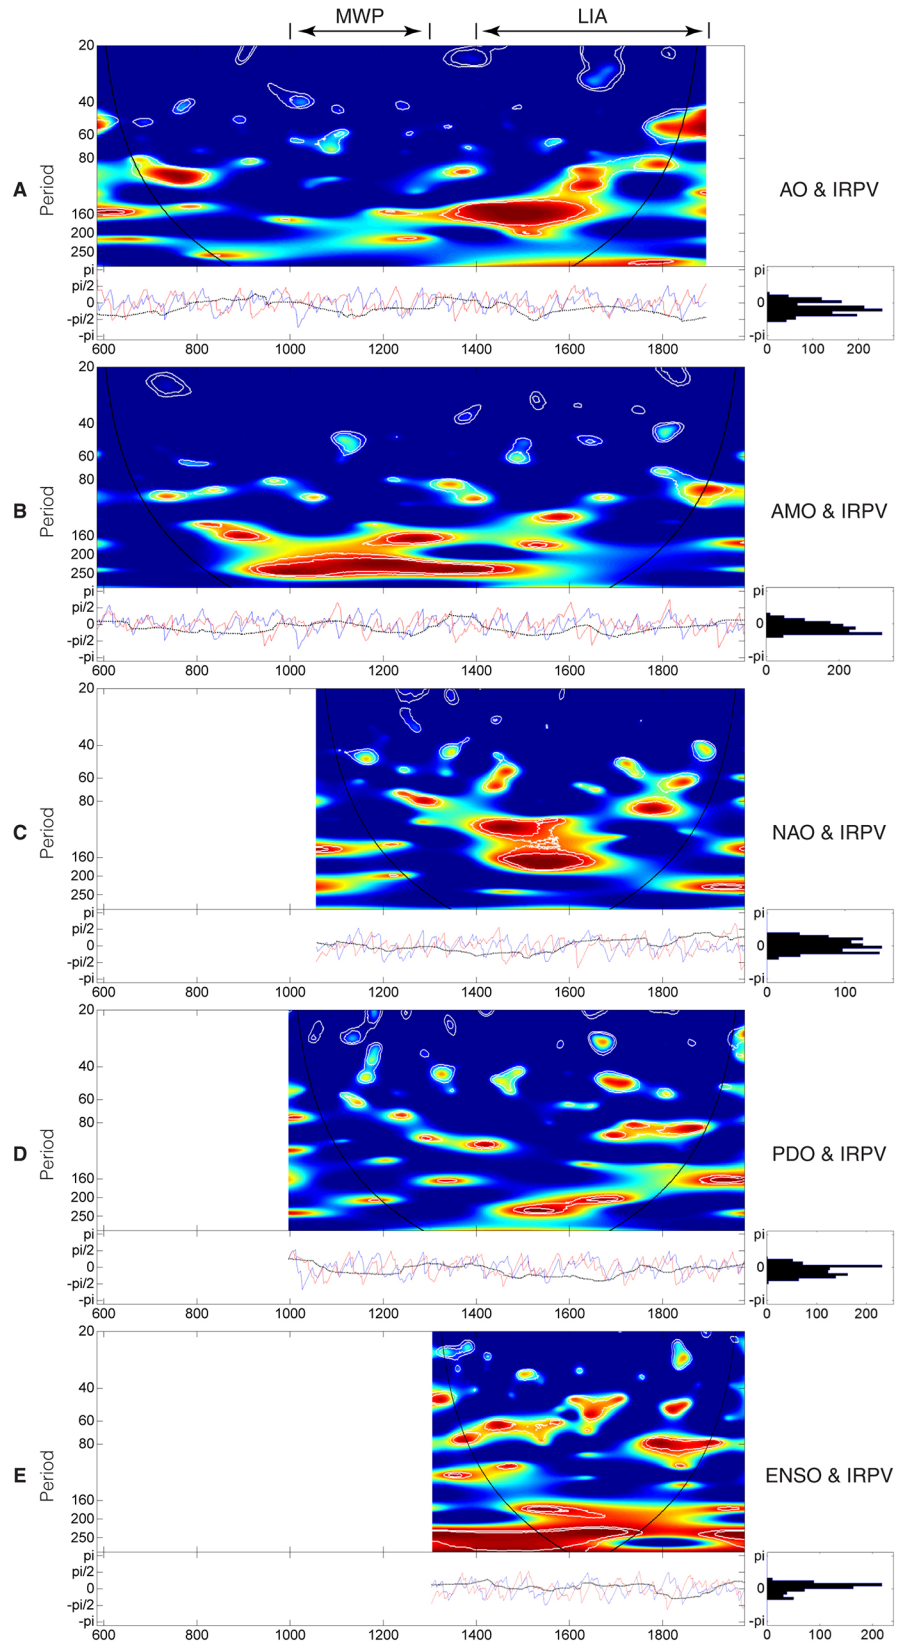 MWP LIA
20
40
60
80
160
200
250
Period
A
AO & IRPV
pi
pi/2
0
-pi/2
-pi
600 800 1000 1200 1400 1600 1800
0
-pi
0 100 200
20
40
60
80
160
200
250
Period
B
AMO & IRPV
pi
pi/2
0
-pi/2
-pi
600 800 1000 1200 1400 1600 1800
pi
0
-pi
0 200
20
40
60
80
160
200
250
Period
C
NAO & IRPV
pi
pi/2
0
-pi/2
-pi
600 800 1000 1200 1400 1600 1800
pi
0
-pi
0 100
20
40
60
80
160
200
250
Period
D
PDO & IRPV
pi
pi/2
0
-pi/2
-pi
600 800 1000 1200 1400 1600 1800
pi
0
-pi
0 100 200
20
40
60
80
160
200
250
Period
E
ENSO & IRPV
pi
pi/2
0
-pi/2
-pi
600 800 1000 1200 1400 1600 1800
pi
0
-pi
0 100 200